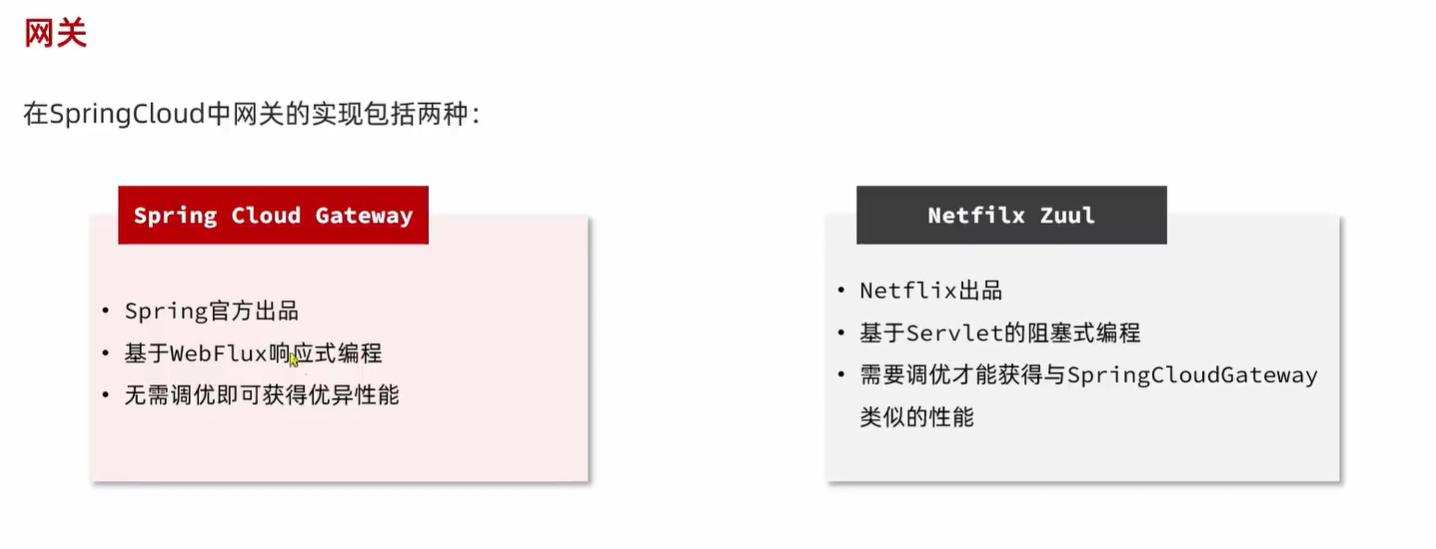 网关
在SpringCloud中网关的实现包括两种：
Spring Cloud Gateway
• Spring官方出品
• 基于WebFlux响应式编程
• 无需调优即可获得优异性能
Netfilx Zuul
• Netflix出品
• 基于Servlet的阻塞式编程
• 需要调优才能获得与SpringCloudGateway
类似的性能